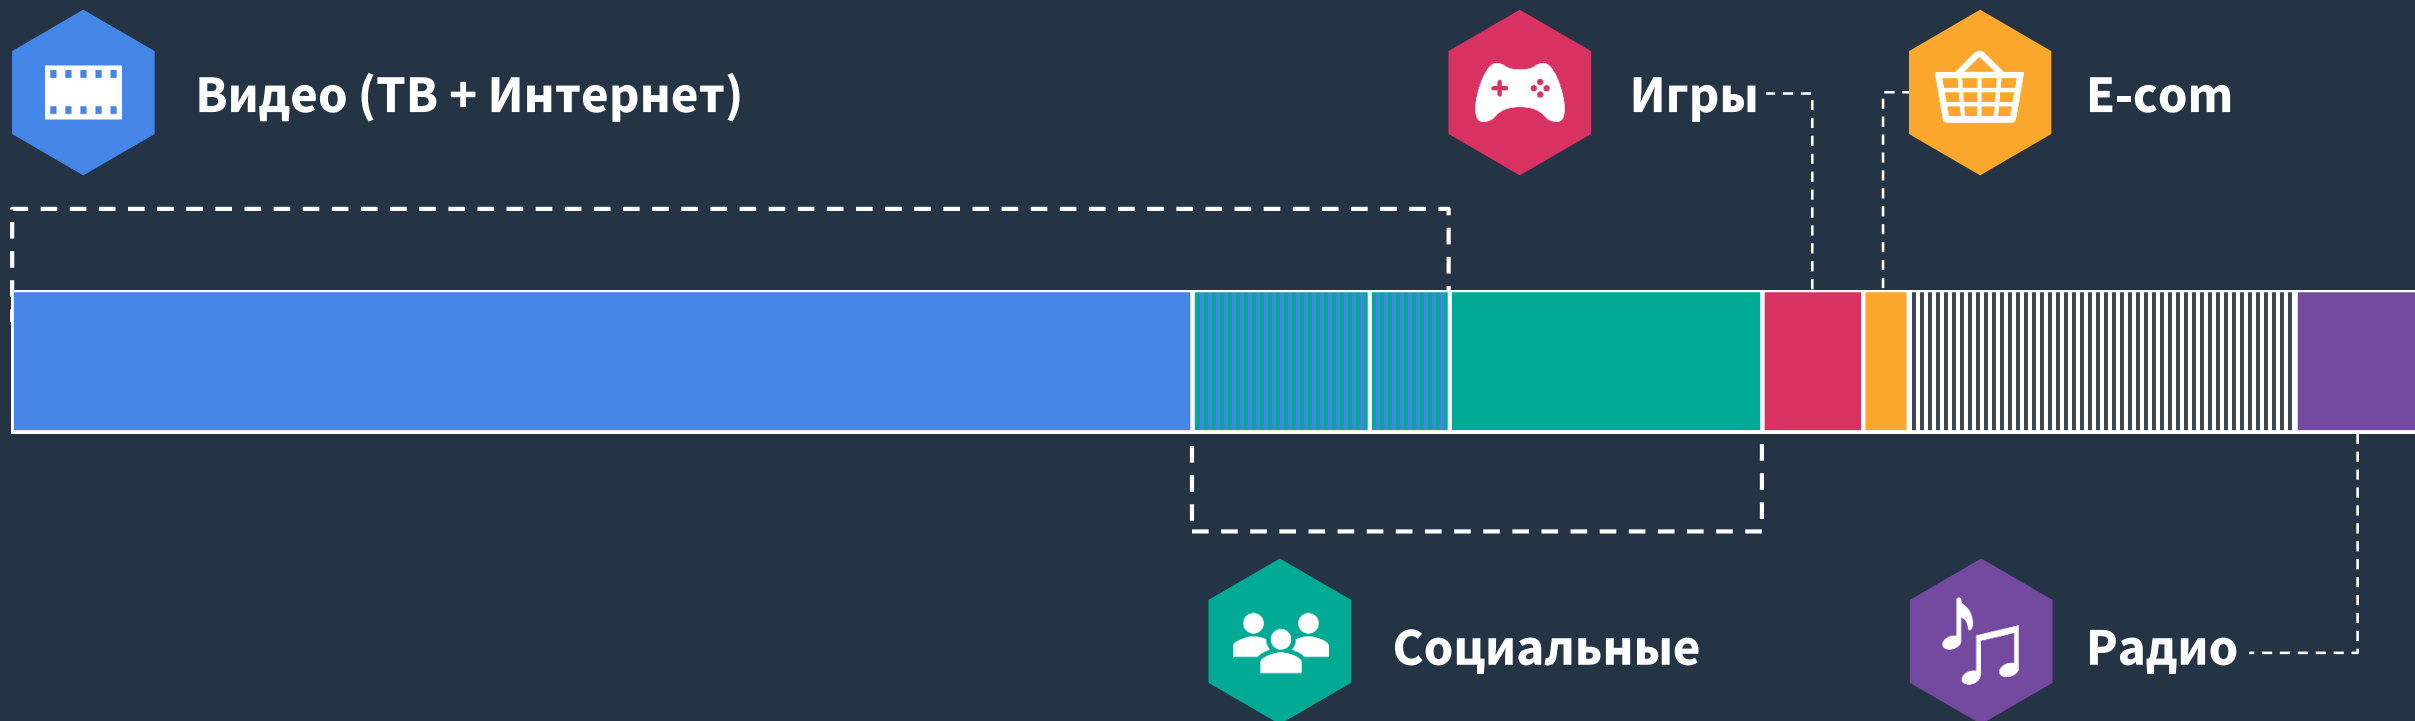 Видео (ТВ + Интернет)
Игры
E-com
Социальные
Радио